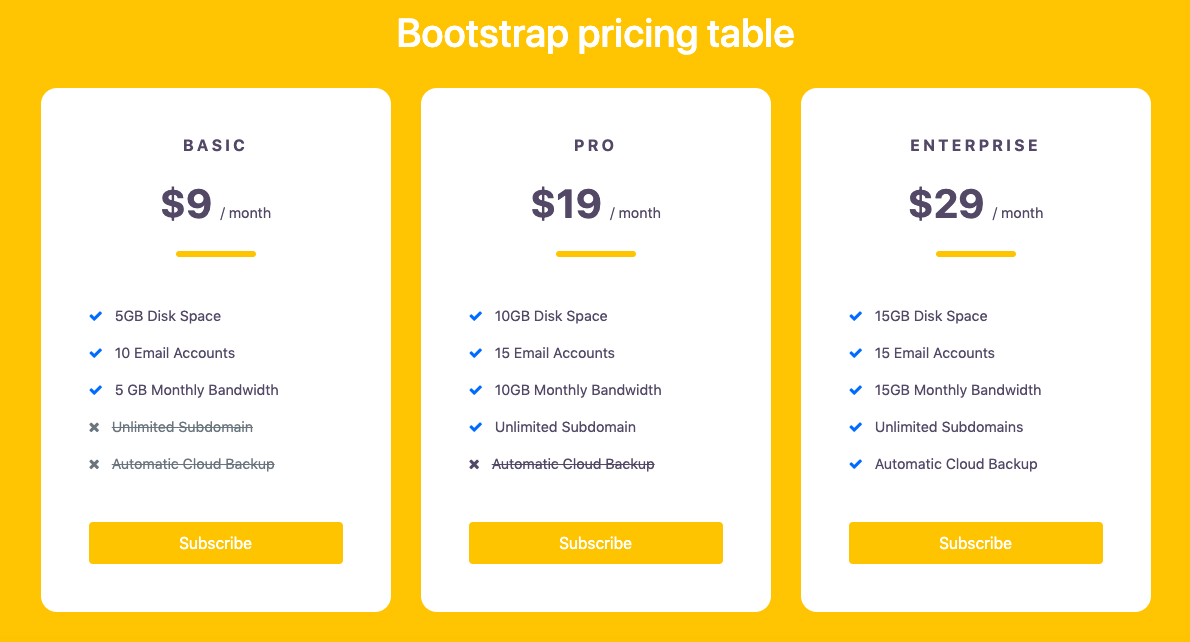 Bootstrap pricing table
BASIC
$9 / month
5GB Disk Space
10 Email Accounts
5 GB Monthly Bandwidth
Unlimited Subdomain
Automatic Cloud Backup
Subscribe
PRO
$19 / month
10GB Disk Space
15 Email Accounts
10GB Monthly Bandwidth
Unlimited Subdomain
Automatic Cloud Backup
Subscribe
ENTERPRISE
$29 / month
15GB Disk Space
15 Email Accounts
15GB Monthly Bandwidth
Unlimited Subdomains
Automatic Cloud Backup
Subscribe